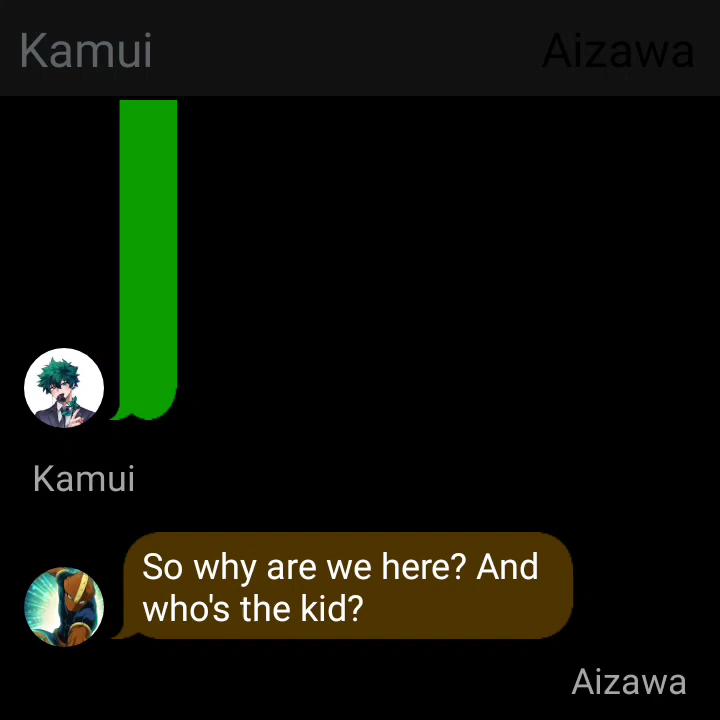 Kamui Aizawa
Kamui
So why are we here? And
who's the kid?
Aizawa